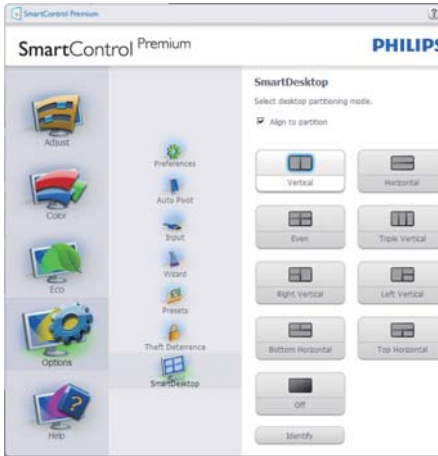 SmartControl Premium
SmartControl Premium
PHILIPS
Adjust
Color
Eco
Options
Help
Preferences
Auto Pivot
Input
Wizard
Presets
Theft Deterrence
SmartDesktop
SmartDesktop
Select desktop partitioning mode.
Align to partition
Vertical
Horizontal
Even
Triple Vertical
Right Vertical
Left Vertical
Bottom Horizontal
Top Horizontal
Off
Identify